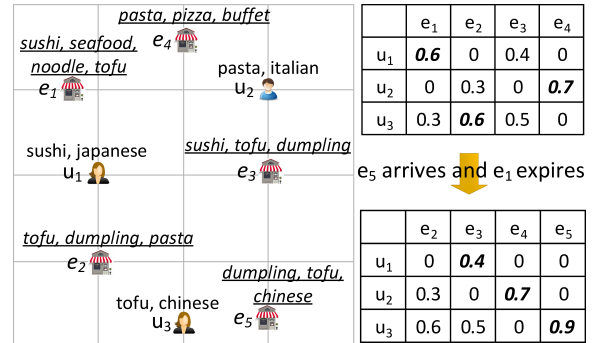 pasta, pizza, buffet
e4
sushi, seafood,
noodle, tofu
e1
pasta, italian
u2
sushi, japanese
u1
sushi, tofu, dumpling
e3
tofu, dumpling, pasta
e2
dumpling, tofu,
chinese
e5
tofu, chinese
u3
e1 e2 e3 e4
u1 0.6 0 0.4 0
u2 0 0.3 0 0.7
u3 0.3 0.6 0.5 0
e5 arrives and e1 expires
e2 e3 e4 e5
u1 0 0.4 0 0
u2 0.3 0 0.7 0
u3 0.6 0.5 0 0.9